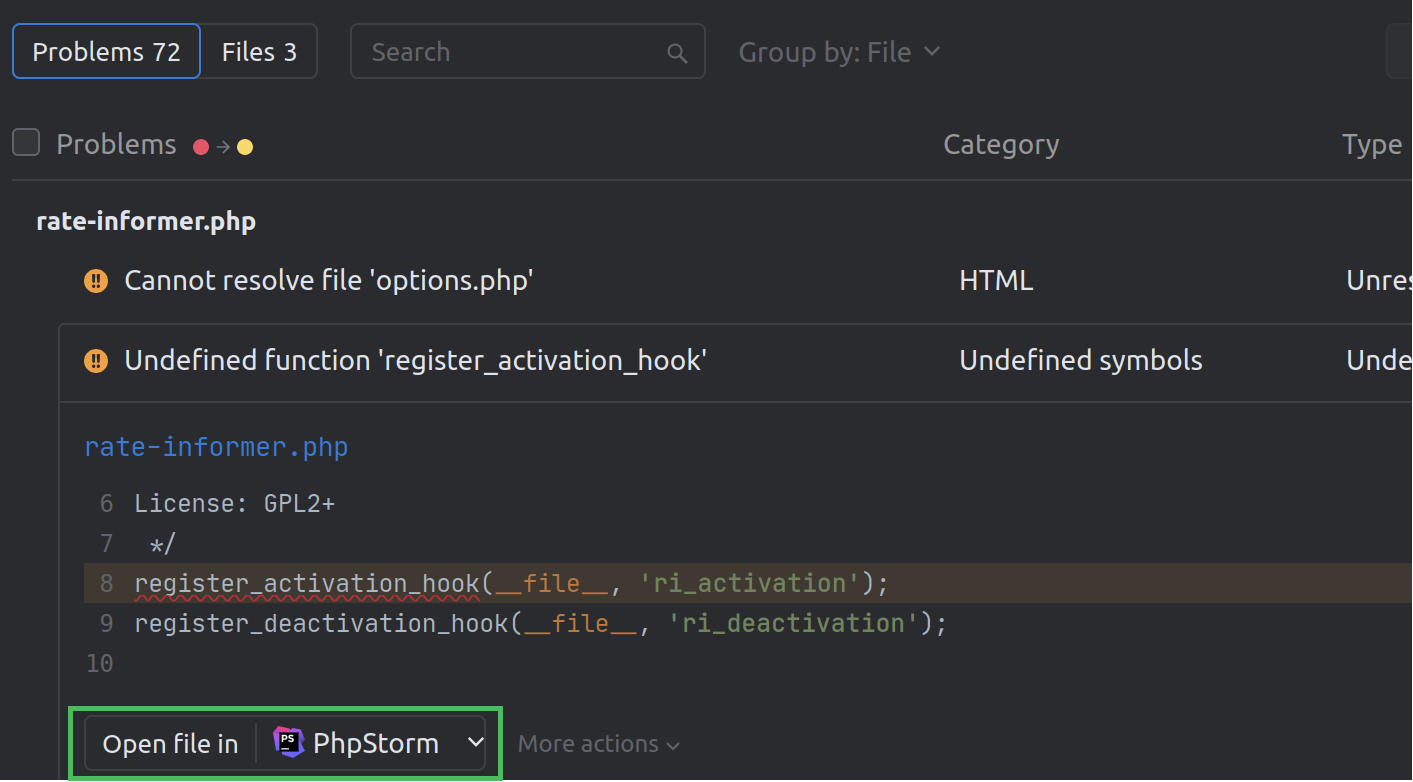 Problems 72 Files 3 Search Group by: File
Problems Category Type
rate-informer.php
Cannot resolve file 'options.php' HTML
Undefined function 'register_activation_hook' Undefined symbols
rate-informer.php
6 License: GPL2+
7 */
8 register_activation_hook(__file__, 'ri_activation');
9 register_deactivation_hook(__file__, 'ri_deactivation');
10
Open file in PS PhpStorm More actions